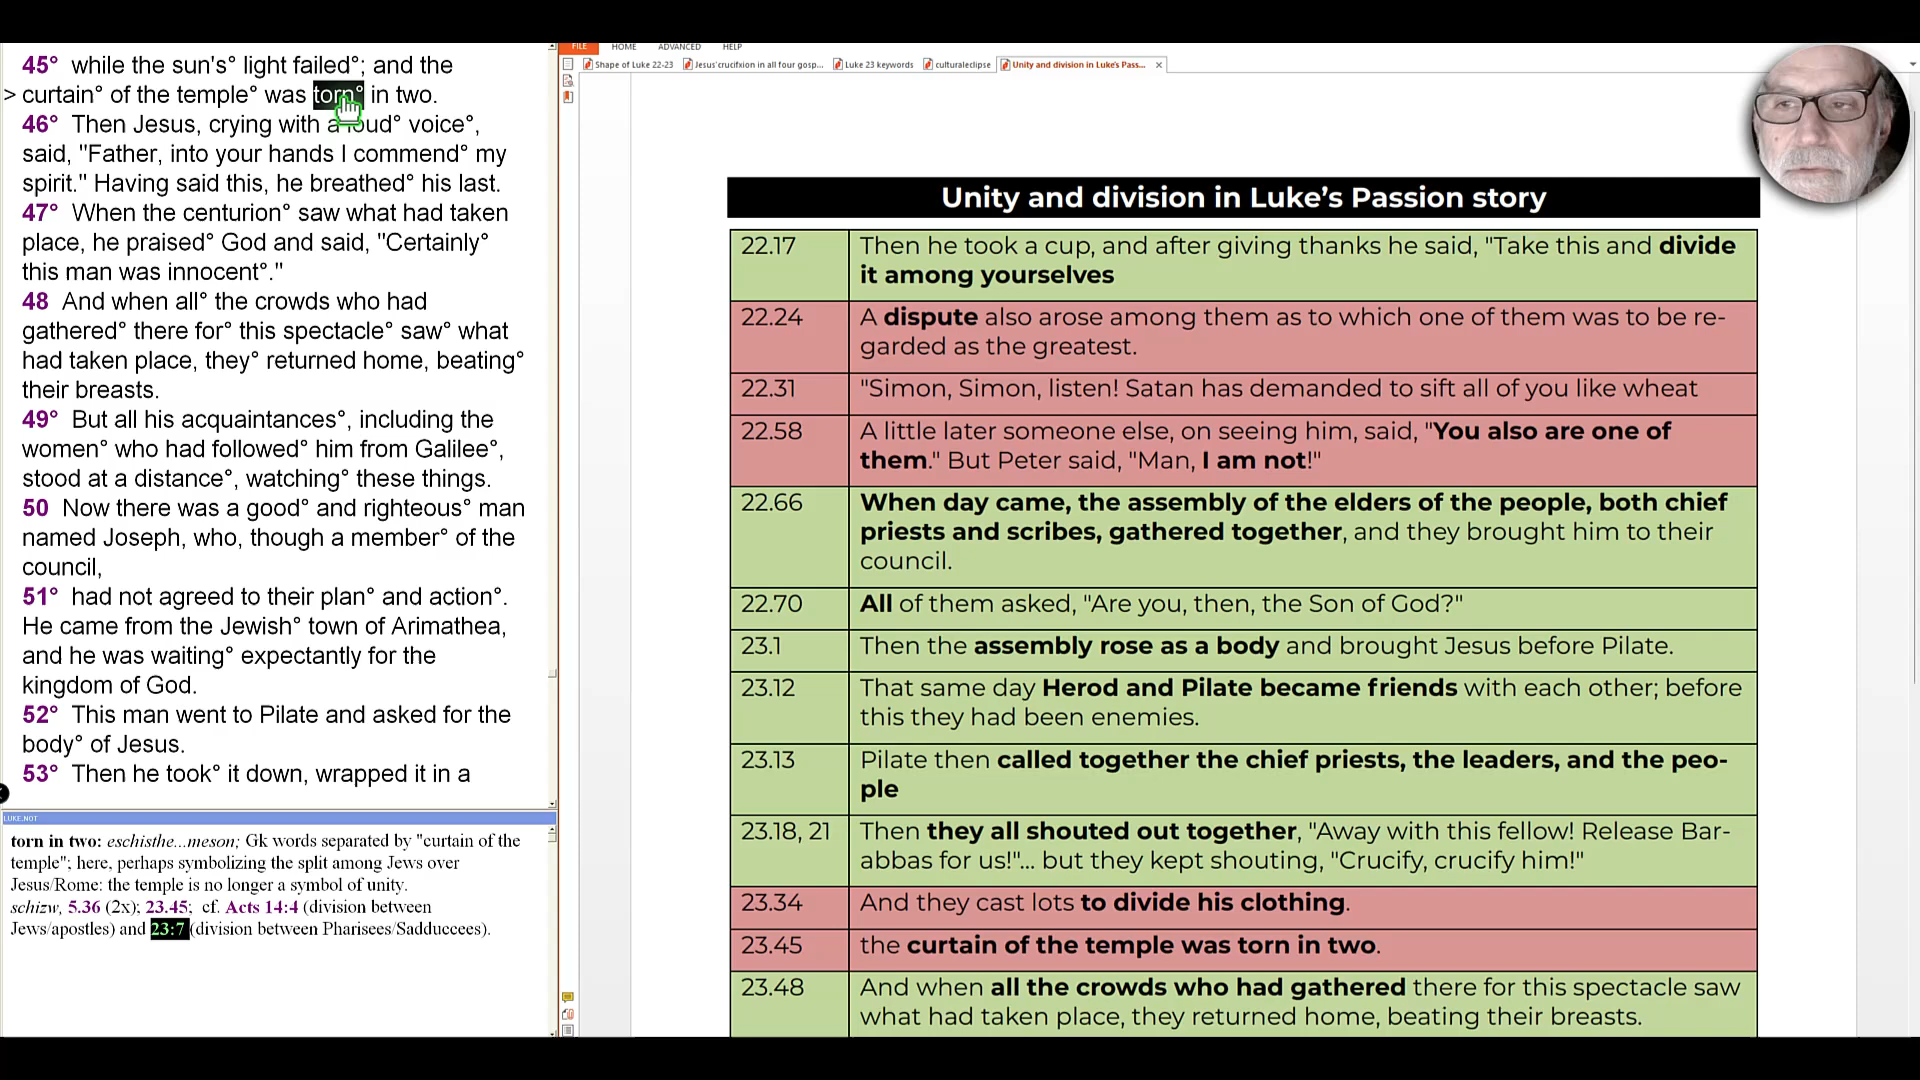 45° while the sun's° light failed°; and the
> curtain° of the temple° was torn° in two.
46° Then Jesus, crying with a loud° voice°,
said, "Father, into your hands I commend° my
spirit." Having said this, he breathed° his last.
47° When the centurion° saw what had taken
place, he praised° God and said, "Certainly°
this man was innocent°."
48 And when all° the crowds who had
gathered° there for° this spectacle° saw° what
had taken place, they° returned home, beating°
their breasts.
49° But all his acquaintances°, including the
women° who had followed° him from Galilee°,
stood at a distance°, watching° these things.
50 Now there was a good° and righteous° man
named Joseph, who, though a member° of the
council,
51° had not agreed to their plan° and action°.
He came from the Jewish° town of Arimathea,
and he was waiting° expectantly for the
kingdom of God.
52° This man went to Pilate and asked for the
body° of Jesus.
53° Then he took° it down, wrapped it in a
LUKE.NOT
torn in two: eschisthe...meson; Gk words separated by "curtain of the
temple"; here, perhaps symbolizing the split among Jews over
Jesus/Rome: the temple is no longer a symbol of unity.
schizw, 5.36 (2x); 23.45; cf. Acts 14:4 (division between
Jews/apostles) and 23:7 (division between Pharisees/Sadduccees).
FILE HOME ADVANCED HELP
Shape of Luke 22-23 Jesus' crucifixion in all four gosp... Luke 23 keywords culturaleclipse Unity and division in Luke's Pass... ×
Unity and division in Luke’s Passion story
22.17 Then he took a cup, and after giving thanks he said, "Take this and divide
it among yourselves
22.24 A dispute also arose among them as to which one of them was to be re-
garded as the greatest.
22.31 "Simon, Simon, listen! Satan has demanded to sift all of you like wheat
22.58 A little later someone else, on seeing him, said, "You also are one of
them." But Peter said, "Man, I am not!"
22.66 When day came, the assembly of the elders of the people, both chief
priests and scribes, gathered together, and they brought him to their
council.
22.70 All of them asked, "Are you, then, the Son of God?"
23.1 Then the assembly rose as a body and brought Jesus before Pilate.
23.12 That same day Herod and Pilate became friends with each other; before
this they had been enemies.
23.13 Pilate then called together the chief priests, the leaders, and the peo-
ple
23.18, 21 Then they all shouted out together, "Away with this fellow! Release Bar-
abbas for us!"... but they kept shouting, "Crucify, crucify him!"
23.34 And they cast lots to divide his clothing.
23.45 the curtain of the temple was torn in two.
23.48 And when all the crowds who had gathered there for this spectacle saw
what had taken place, they returned home, beating their breasts.